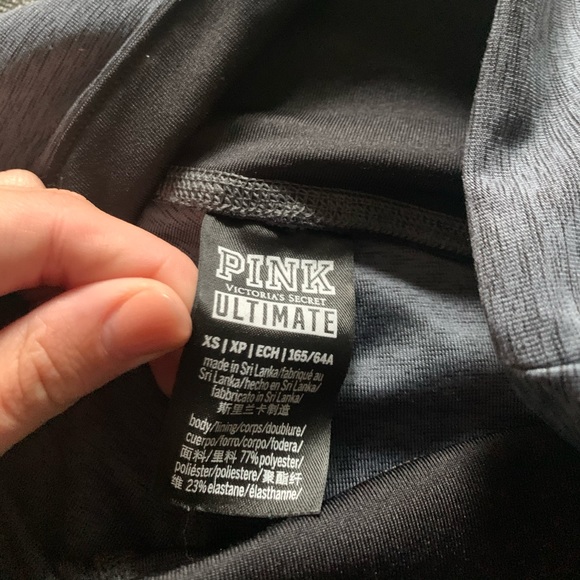 PINK
VICTORIA'S SECRET
ULTIMATE
XS | XP | ECH | 165/64A
made in Sri Lanka/fabriqué au
Sri Lanka/hecho en Sri Lanka/
fabbricato in Sri Lanka/
斯里兰卡制造
body/lining/corps/doublure/
cuerpo/forro/corpo/fodera/
面料/里料 77% polyester/
poliéster/poliestere/聚酯纤
维 23% elastane/élasthanne/